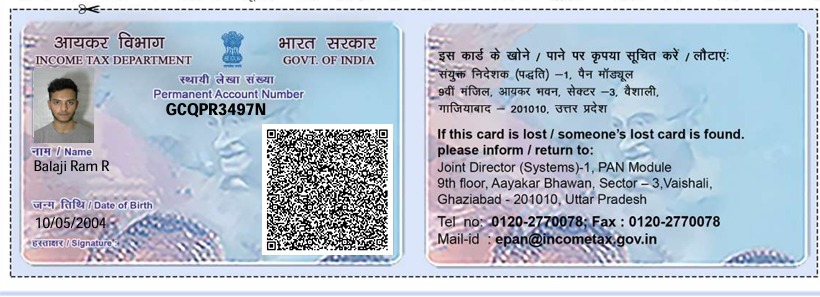 आयकर विभाग
INCOME TAX DEPARTMENT
भारत सरकार
GOVT. OF INDIA
स्थायी लेखा संख्या
Permanent Account Number
GCQPR3497N
नाम / Name
Balaji Ram R
जन्म तिथि / Date of Birth
10/05/2004
हस्ताक्षर / Signature :
इस कार्ड के खोने / पाने पर कृपया सूचित करें / लौटाएं:
संयुक्त निदेशक (पद्धति) –1, पैन मॉड्यूल
9वीं मंजिल, आयकर भवन, सेक्टर –3, वैशाली,
गाजियाबाद – 201010, उत्तर प्रदेश
If this card is lost / someone's lost card is found.
please inform / return to:
Joint Director (Systems)-1, PAN Module
9th floor, Aayakar Bhawan, Sector – 3,Vaishali,
Ghaziabad - 201010, Uttar Pradesh
Tel no: 0120-2770078; Fax : 0120-2770078
Mail-id : epan@incometax.gov.in